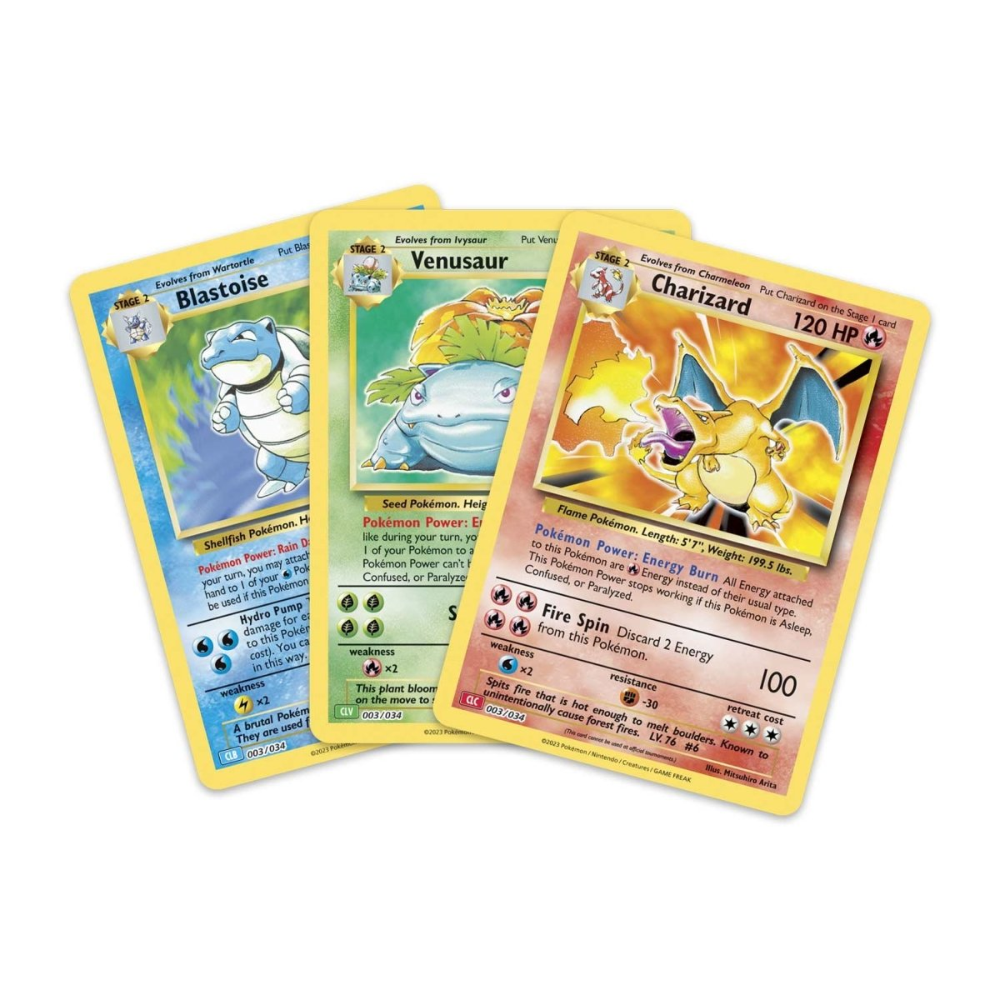 STAGE 2
Evolves from Wartortle
Put Blas
Blastoise
Shellfish Pokémon. He
Pokémon Power: Rain Da
your turn, you may attach
hand to 1 of your Pok
be used if this Pokémon
Hydro Pump
damage for ea
to this Pokém
cost). You ca
in this way.
weakness
×2
A brutal Pokém
They are used f
CLB 003/034
©2023 Pokémon
STAGE 2
Evolves from Ivysaur
Put Venu
Venusaur
Seed Pokémon. Heig
Pokémon Power: En
like during your turn, yo
1 of your Pokémon to a
Pokémon Power can't b
Confused, or Paralyze
S
weakness
×2
This plant bloom
on the move to s
CLV 003/034
©2023 Pokémon
STAGE 2
Evolves from Charmeleon
Put Charizard on the Stage 1 card
Charizard
120 HP
Flame Pokémon. Length: 5'7", Weight: 199.5 lbs.
Pokémon Power: Energy Burn All Energy attached
to this Pokémon are Energy instead of their usual type.
This Pokémon Power stops working if this Pokémon is Asleep,
Confused, or Paralyzed.
Fire Spin Discard 2 Energy
from this Pokémon.
100
weakness
×2
resistance
-30
retreat cost
Spits fire that is hot enough to melt boulders. Known to
unintentionally cause forest fires. LV. 76 #6
CLC 003/034
(This card cannot be used at official tournaments.)
Illus. Mitsuhiro Arita
©2023 Pokémon / Nintendo / Creatures / GAME FREAK